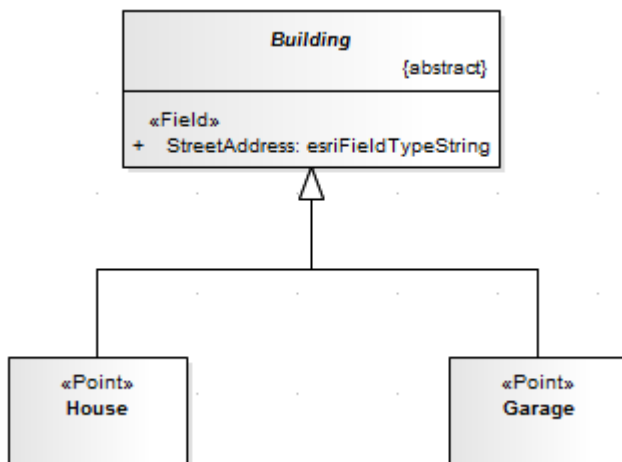 Building
{abstract}
«Field»
+ StreetAddress: esriFieldTypeString
«Point»
House
«Point»
Garage